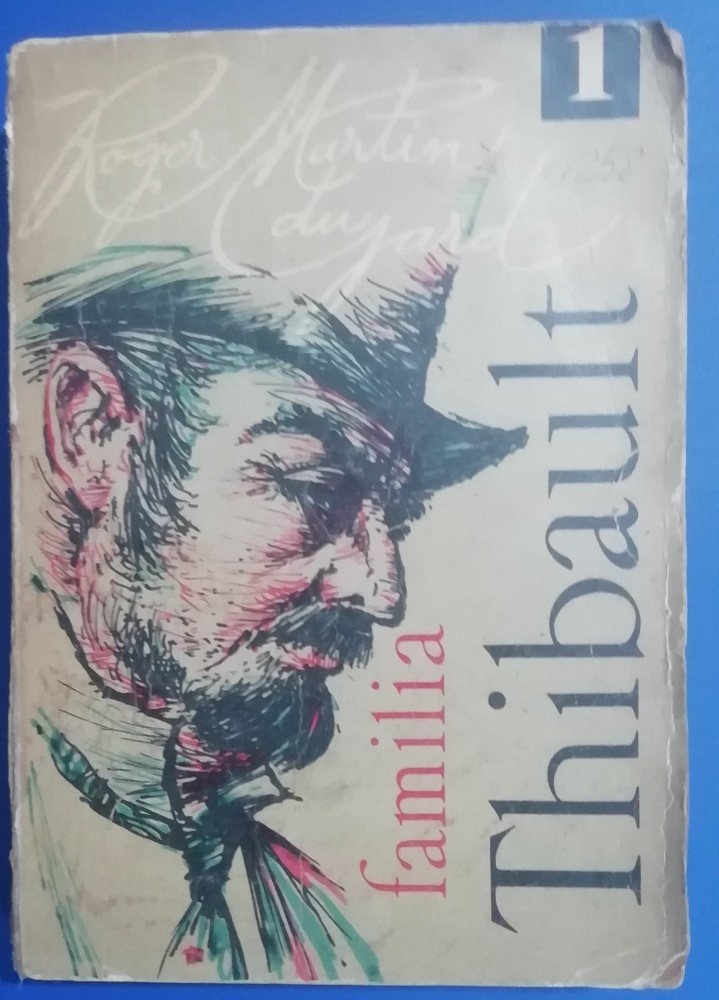 1
Roger Martin
du gard
familia
Thibault